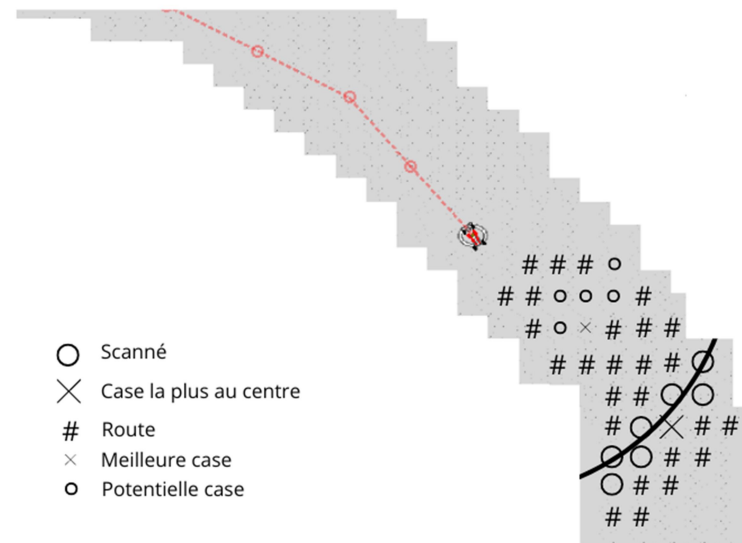 # # # o
# # o o o #
# o × # # #
# # # # # O
# # O O
# O × # #
O O # #
O # #
# #
O Scanné
× Case la plus au centre
# Route
× Meilleure case
o Potentielle case